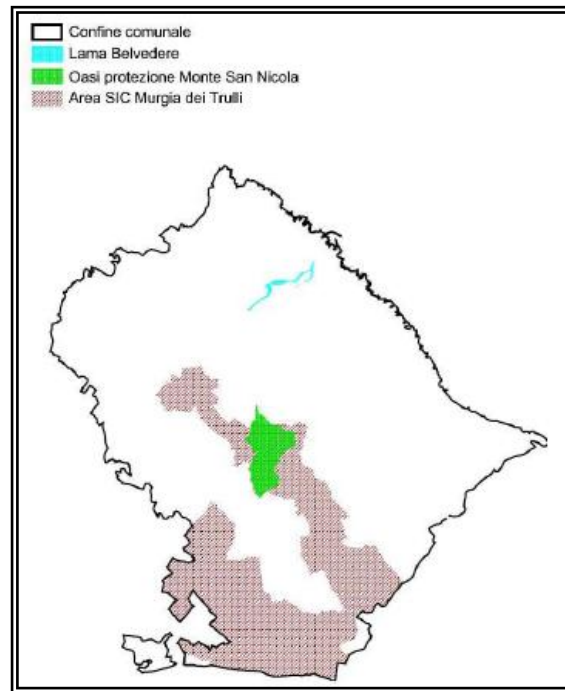 Confine comunale
Lama Belvedere
Oasi protezione Monte San Nicola
Area SIC Murgia dei Trulli